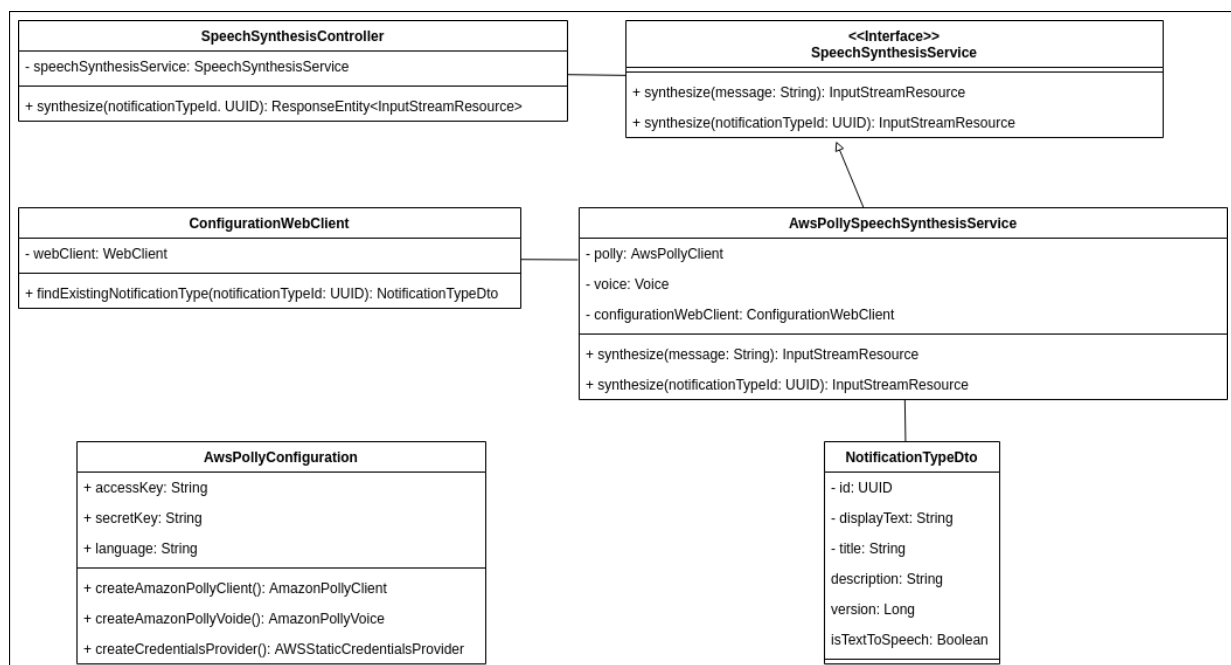 SpeechSynthesisController
- speechSynthesisService: SpeechSynthesisService
+ synthesize(notificationTypeId. UUID): ResponseEntity<InputStreamResource>
<<Interface>>
SpeechSynthesisService
+ synthesize(message: String): InputStreamResource
+ synthesize(notificationTypeId: UUID): InputStreamResource
ConfigurationWebClient
- webClient: WebClient
+ findExistingNotificationType(notificationTypeId: UUID): NotificationTypeDto
AwsPollySpeechSynthesisService
- polly: AwsPollyClient
- voice: Voice
- configurationWebClient: ConfigurationWebClient
+ synthesize(message: String): InputStreamResource
+ synthesize(notificationTypeId: UUID): InputStreamResource
AwsPollyConfiguration
+ accessKey: String
+ secretKey: String
+ language: String
+ createAmazonPollyClient(): AmazonPollyClient
+ createAmazonPollyVoide(): AmazonPollyVoice
+ createCredentialsProvider(): AWSStaticCredentialsProvider
NotificationTypeDto
- id: UUID
- displayText: String
- title: String
description: String
version: Long
isTextToSpeech: Boolean